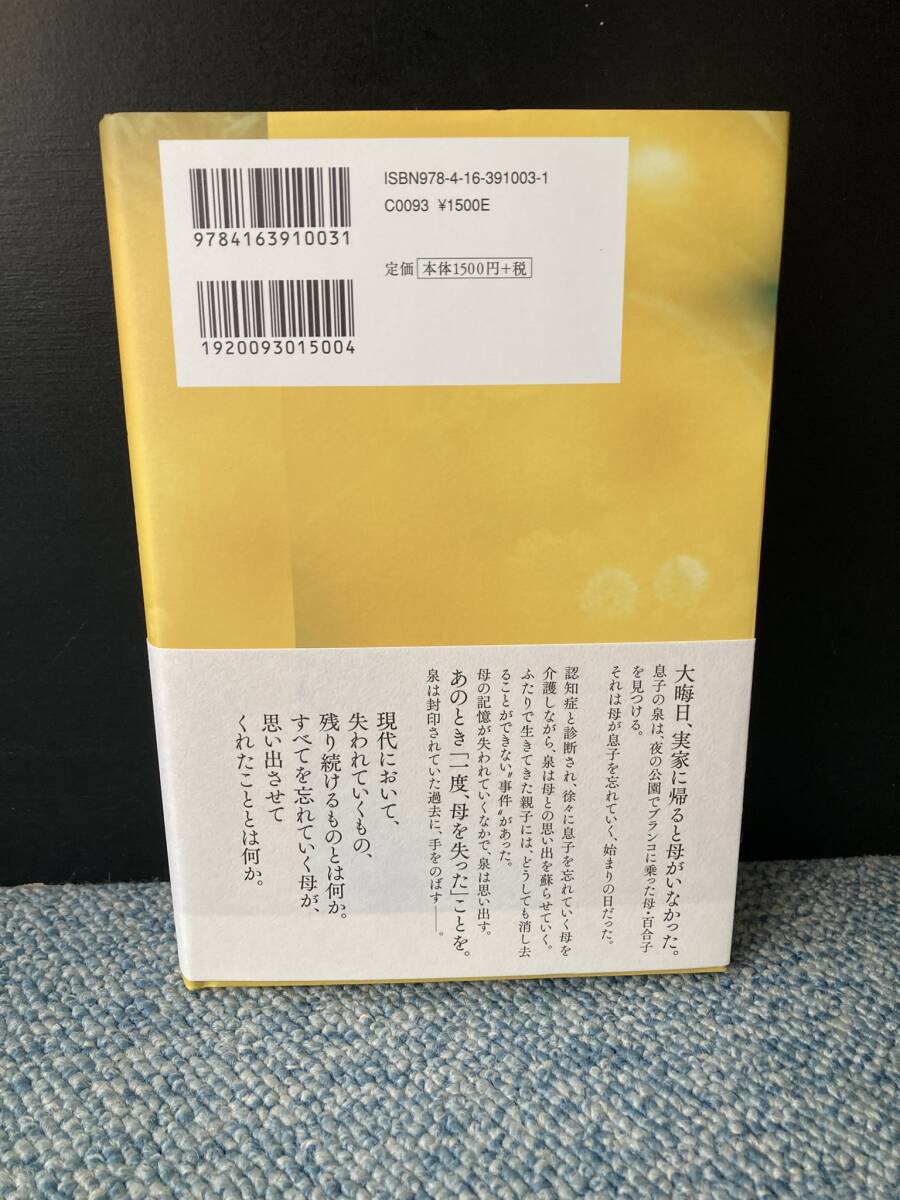 ISBN978-4-16-391003-1
C0093 ¥1500E
9784163910031
定価 本体1500円+税
1920093015004
大晦日、実家に帰ると母がいなかった。
息子の泉は、夜の公園でブランコに乗った母・百合子
を見つける。
それは母が息子を忘れていく、始まりの日だった。
認知症と診断され、徐々に息子を忘れていく母を
介護しながら、泉は母との思い出を蘇らせていく。
ふたりで生きてきた親子には、どうしても消し去
ることができない“事件”があった。
母の記憶が失われていくなかで、泉は思い出す。
あのとき「一度、母を失った」ことを。
泉は封印されていた過去に、手をのばす──。
現代において、
失われていくもの、
残り続けるものとは何か。
すべてを忘れていく母が、
思い出させて
くれたこととは何か。